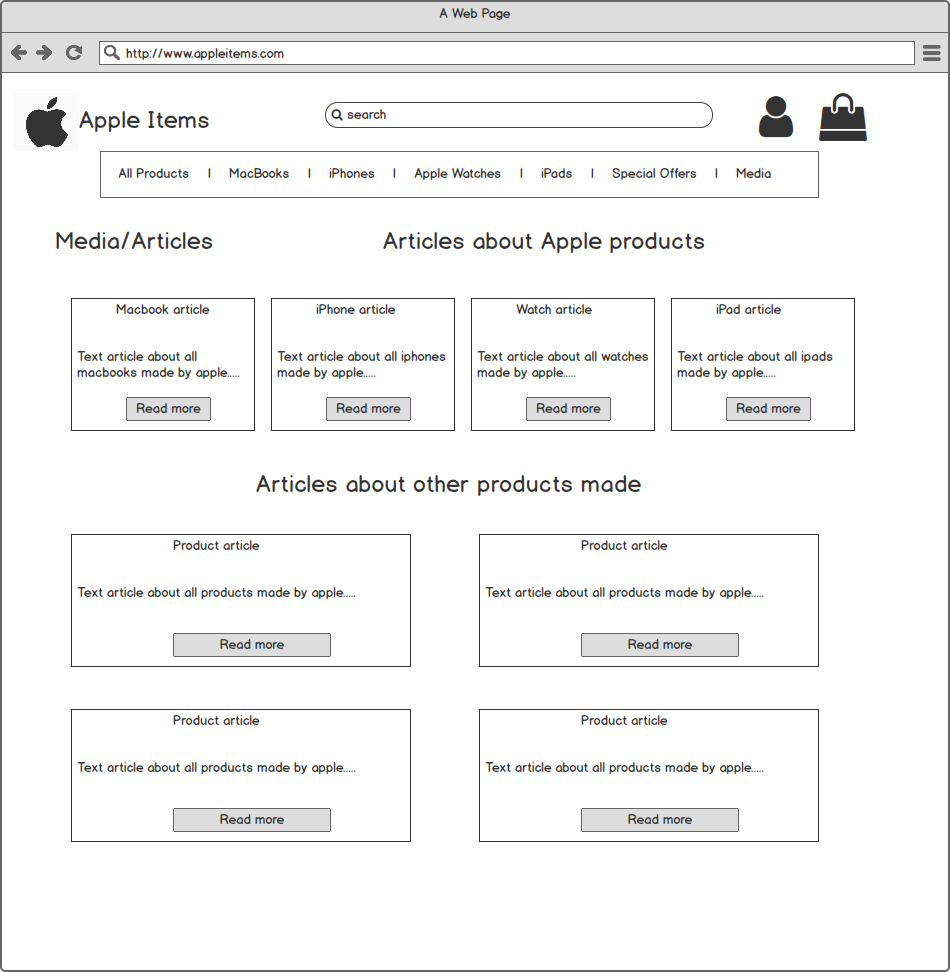 A Web Page
http://www.appleitems.com
Apple Items
search
All Products | MacBooks | iPhones | Apple Watches | iPads | Special Offers | Media
Media/Articles
Articles about Apple products
Macbook article
Text article about all
macbooks made by apple.....
Read more
iPhone article
Text article about all iphones
made by apple.....
Read more
Watch article
Text article about all watches
made by apple.....
Read more
iPad article
Text article about all ipads
made by apple.....
Read more
Articles about other products made
Product article
Text article about all products made by apple.....
Read more
Product article
Text article about all products made by apple.....
Read more
Product article
Text article about all products made by apple.....
Read more
Product article
Text article about all products made by apple.....
Read more